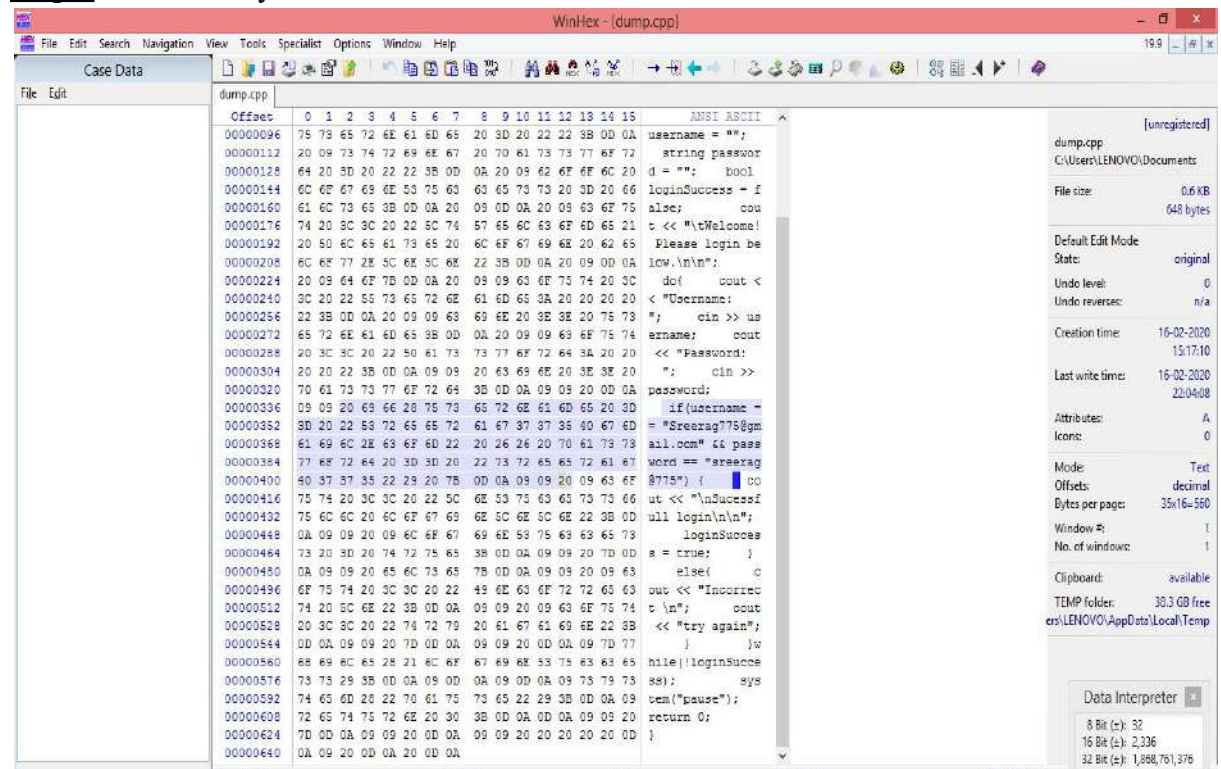 WinHex - [dump.cpp]
File Edit Search Navigation View Tools Specialist Options Window Help 19.9
Case Data
File Edit
dump.cpp
Offset 0 1 2 3 4 5 6 7 8 9 10 11 12 13 14 15 ANSI ASCII
00000096 75 73 65 72 6E 61 6D 65 20 3D 20 22 22 3B 0D 0A username = "";
00000112 20 09 73 74 72 69 6E 67 20 70 61 73 73 77 6F 72 string passwor
00000128 64 20 3D 20 22 22 3B 0D 0A 20 09 62 6F 6F 6C 20 d = ""; bool
00000144 6C 6F 67 69 6E 53 75 63 63 65 73 73 20 3D 20 66 loginSuccess = f
00000160 61 6C 73 65 3B 0D 0A 20 09 0D 0A 20 09 63 6F 75 alse; cou
00000176 74 20 3C 3C 20 22 5C 74 57 65 6C 63 6F 6D 65 21 t << "\tWelcome!
00000192 20 50 6C 65 61 73 65 20 6C 6F 67 69 6E 20 62 65 Please login be
00000208 6C 6F 77 2E 5C 6E 5C 6E 22 3B 0D 0A 20 09 0D 0A low.\n\n";
00000224 20 09 64 6F 7B 0D 0A 20 09 09 63 6F 75 74 20 3C do{ cout <
00000240 3C 20 22 55 73 65 72 6E 61 6D 65 3A 20 20 20 20 < "Username:
00000256 22 3B 0D 0A 20 09 09 63 69 6E 20 3E 3E 20 75 73 "; cin >> us
00000272 65 72 6E 61 6D 65 3B 0D 0A 20 09 09 63 6F 75 74 ername; cout
00000288 20 3C 3C 20 22 50 61 73 73 77 6F 72 64 3A 20 20 << "Password:
00000304 20 20 22 3B 0D 0A 09 09 20 63 69 6E 20 3E 3E 20 "; cin >>
00000320 70 61 73 73 77 6F 72 64 3B 0D 0A 09 09 20 0D 0A password;
00000336 09 09 20 69 66 28 75 73 65 72 6E 61 6D 65 20 3D if(username =
00000352 3D 20 22 53 72 65 65 72 61 67 37 37 35 40 67 6D = "Sreerag775@gm
00000368 61 69 6C 2E 63 6F 6D 22 20 26 26 20 70 61 73 73 ail.com" && pass
00000384 77 6F 72 64 20 3D 3D 20 22 73 72 65 65 72 61 67 word == "sreerag
00000400 40 37 37 35 22 29 20 7B 0D 0A 09 09 20 09 63 6F @775") { co
00000416 75 74 20 3C 3C 20 22 5C 6E 53 75 63 65 73 73 66 ut << "\nSucessf
00000432 75 6C 6C 20 6C 6F 67 69 6E 5C 6E 5C 6E 22 3B 0D ull login\n\n";
00000448 0A 09 09 20 09 6C 6F 67 69 6E 53 75 63 63 65 73 loginSucces
00000464 73 20 3D 20 74 72 75 65 3B 0D 0A 09 09 20 7D 0D s = true; }
00000480 0A 09 09 20 65 6C 73 65 7B 0D 0A 09 09 20 09 63 else{ c
00000496 6F 75 74 20 3C 3C 20 22 49 6E 63 6F 72 72 65 63 out << "Incorrec
00000512 74 20 5C 6E 22 3B 0D 0A 09 09 20 09 63 6F 75 74 t \n"; cout
00000528 20 3C 3C 20 22 74 72 79 20 61 67 61 69 6E 22 3B << "try again";
00000544 0D 0A 09 09 20 7D 0D 0A 09 09 20 0D 0A 09 7D 77 } }w
00000560 68 69 6C 65 28 21 6C 6F 67 69 6E 53 75 63 63 65 hile(!loginSucce
00000576 73 73 29 3B 0D 0A 09 0D 0A 09 0D 0A 09 73 79 73 ss); sys
00000592 74 65 6D 28 22 70 61 75 73 65 22 29 3B 0D 0A 09 tem("pause");
00000608 72 65 74 75 72 6E 20 30 3B 0D 0A 0D 0A 09 09 20 return 0;
00000624 7D 0D 0A 09 09 20 0D 0A 09 09 20 20 20 20 20 0D }
00000640 0A 09 20 0D 0A 20 0D 0A
[unregistered]
dump.cpp
C:\Users\LENOVO\Documents
File size: 0.6 KB
648 bytes
Default Edit Mode
State: original
Undo level: 0
Undo reverses: n/a
Creation time: 16-02-2020
15:17:10
Last write time: 16-02-2020
22:04:08
Attributes: A
Icons: 0
Mode: Text
Offsets: decimal
Bytes per page: 35x16=560
Window #: 1
No. of windows: 1
Clipboard: available
TEMP folder: 38.3 GB free
ers\LENOVO\AppData\Local\Temp
Data Interpreter
8 Bit (±): 32
16 Bit (±): 2,336
32 Bit (±): 1,868,761,376